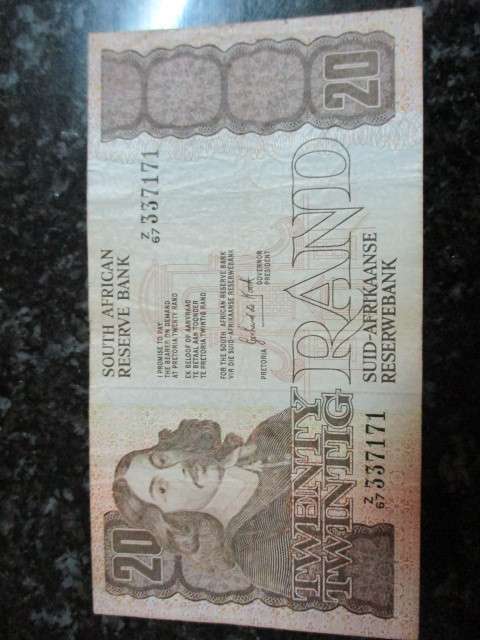 SOUTH AFRICAN
RESERVE BANK
Z/67 337171
20
I PROMISE TO PAY
THE BEARER ON DEMAND
AT PRETORIA TWENTY RAND
EK BELOOF OM AAN TOONDER
TE PRETORIA TWINTIG RAND
FOR THE SOUTH AFRICAN RESERVE BANK
VIR DIE SUID-AFRIKAANSE RESERWEBANK
PRETORIA
GOVERNOR
PRESIDENT
TWENTY
TWINTIG
RAND
20
Z/67 337171
SUID-AFRIKAANSE
RESERWEBANK